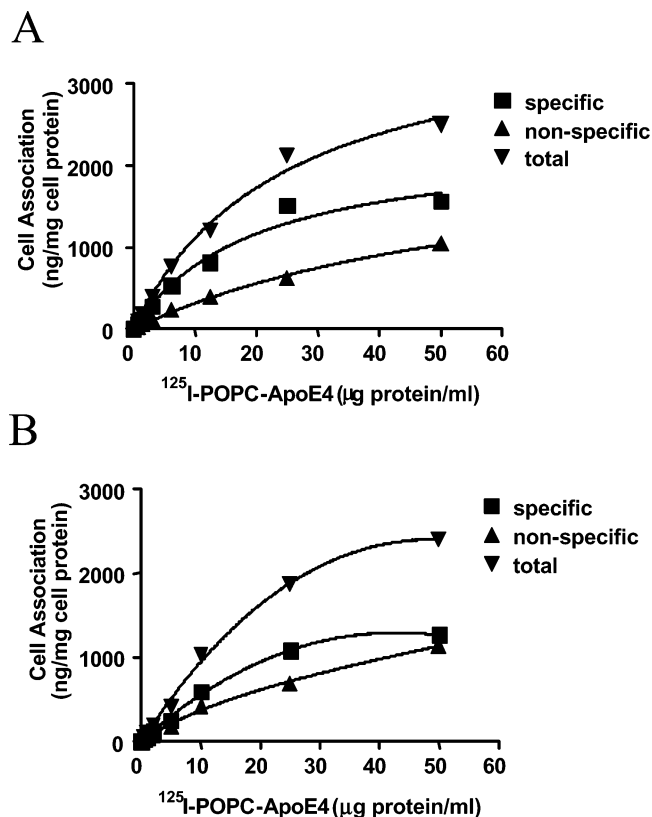 A
3000
2000
1000
0
Cell Association
(ng/mg cell protein)
specific
non-specific
total
0 10 20 30 40 50 60
¹²⁵I-POPC-ApoE4 (μg protein/ml)
B
3000
2000
1000
0
Cell Association
(ng/mg cell protein)
specific
non-specific
total
0 10 20 30 40 50 60
¹²⁵I-POPC-ApoE4 (μg protein/ml)